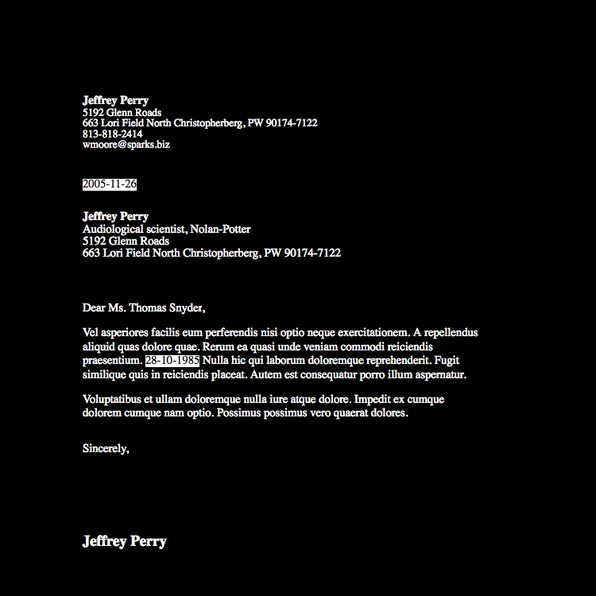 Jeffrey Perry
5192 Glenn Roads
663 Lori Field North Christopherberg, PW 90174-7122
813-818-2414
wmoore@sparks.biz
2005-11-26
Jeffrey Perry
Audiological scientist, Nolan-Potter
5192 Glenn Roads
663 Lori Field North Christopherberg, PW 90174-7122
Dear Ms. Thomas Snyder,
Vel asperiores facilis eum perferendis nisi optio neque exercitationem. A repellendus
aliquid quas dolore quae. Rerum ea quasi unde veniam commodi reiciendis
praesentium. 28-10-1985 Nulla hic qui laborum doloremque reprehenderit. Fugit
similique quis in reiciendis placeat. Autem est consequatur porro illum aspernatur.
Voluptatibus et ullam doloremque nulla iure atque dolore. Impedit ex cumque
dolorem cumque nam optio. Possimus possimus vero quaerat dolores.
Sincerely,
Jeffrey Perry